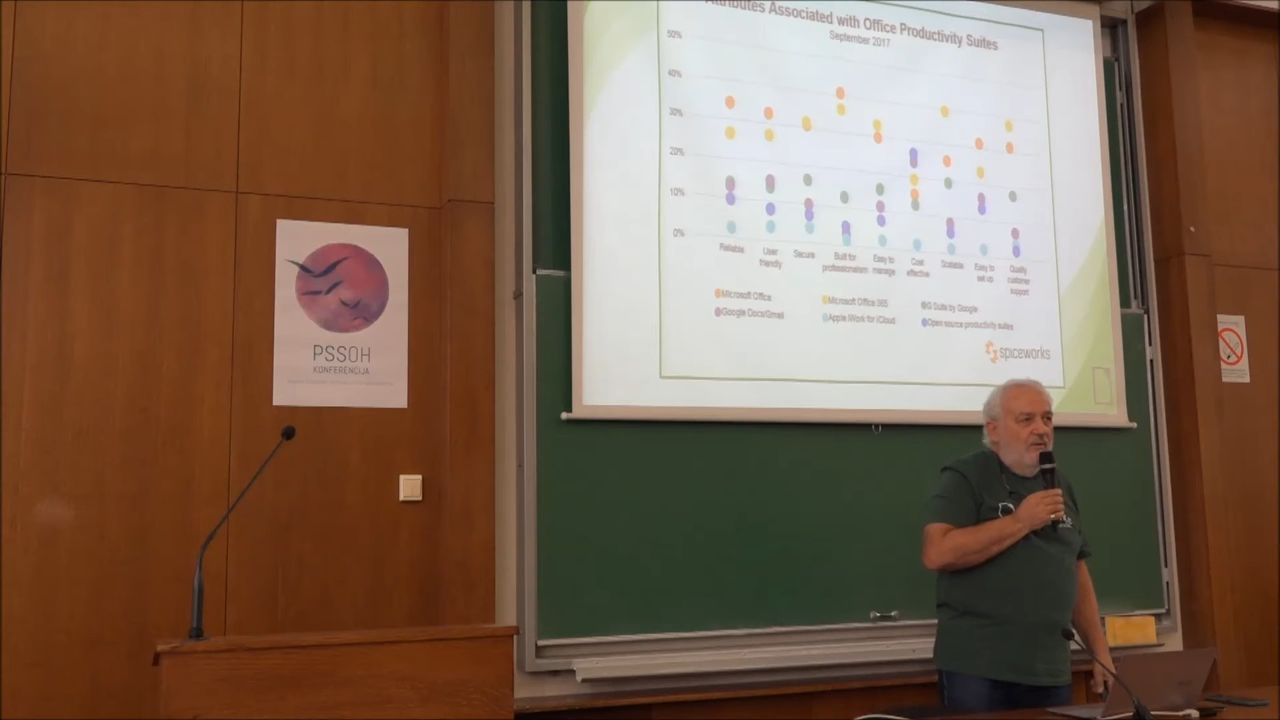 Attributes Associated with Office Productivity Suites
September 2017
50%
40%
30%
20%
10%
0%
Reliable
User
friendly
Secure
Built for
professionalism
Easy to
manage
Cost
effective
Scalable
Easy to
set up
Quality
customer
support
Microsoft Office
Microsoft Office 365
G Suite by Google
Google Docs/Gmail
Apple iWork for iCloud
Open source productivity suites
spiceworks
PSSOH
KONFERENCIJA